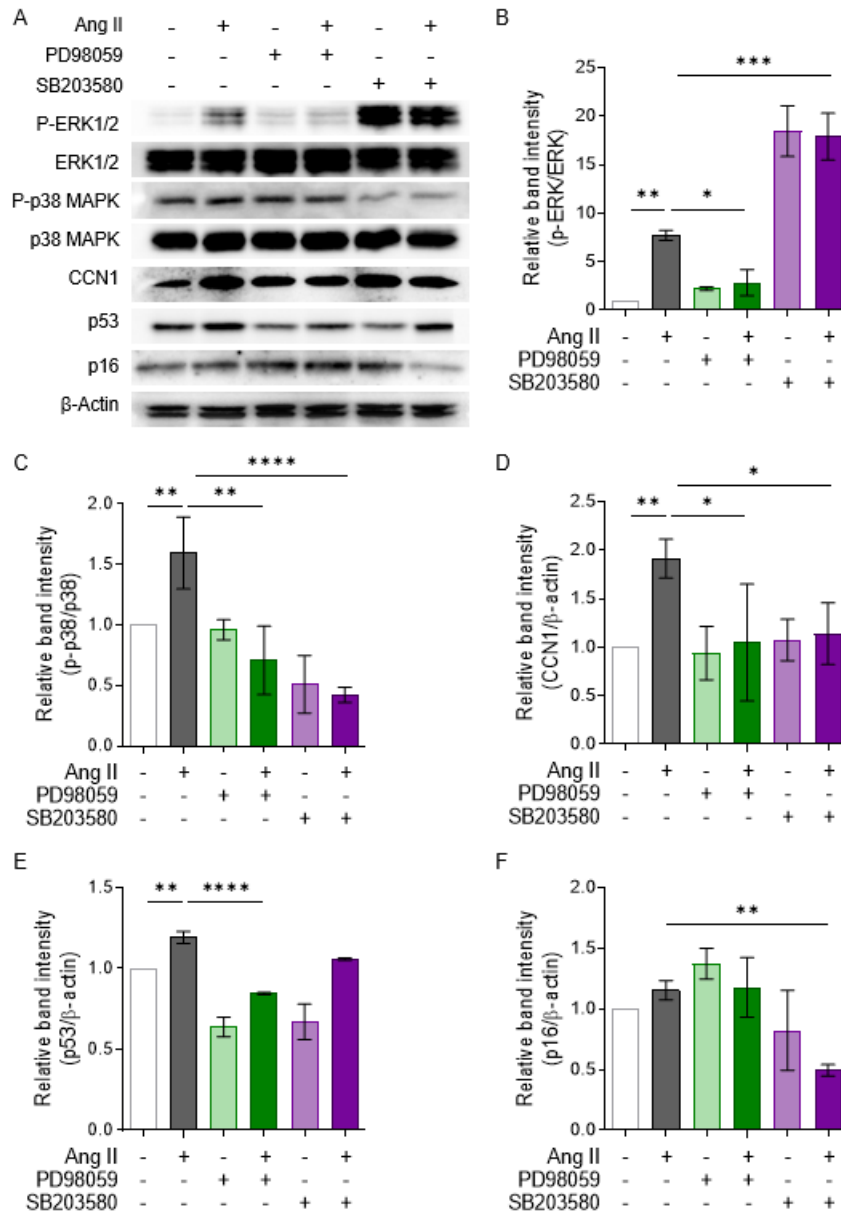 A
Ang II - + - + - +
PD98059 - - + + - -
SB203580 - - - - + +
P-ERK1/2
ERK1/2
P-p38 MAPK
p38 MAPK
CCN1
p53
p16
β-Actin
B
***
** *
25
20
15
10
5
0
Relative band intensity
(p-ERK/ERK)
Ang II - + - + - +
PD98059 - - + + - -
SB203580 - - - - + +
C
****
** **
2.0
1.5
1.0
0.5
0.0
Relative band intensity
(p-p38/p38)
Ang II - + - + - +
PD98059 - - + + - -
SB203580 - - - - + +
D
*
** *
2.5
2.0
1.5
1.0
0.5
0.0
Relative band intensity
(CCN1/β-actin)
Ang II - + - + - +
PD98059 - - + + - -
SB203580 - - - - + +
E
** ****
1.5
1.0
0.5
0.0
Relative band intensity
(p53/β-actin)
Ang II - + - + - +
PD98059 - - + + - -
SB203580 - - - - + +
F
**
2.0
1.5
1.0
0.5
0.0
Relative band intensity
(p16/β-actin)
Ang II - + - + - +
PD98059 - - + + - -
SB203580 - - - - + +